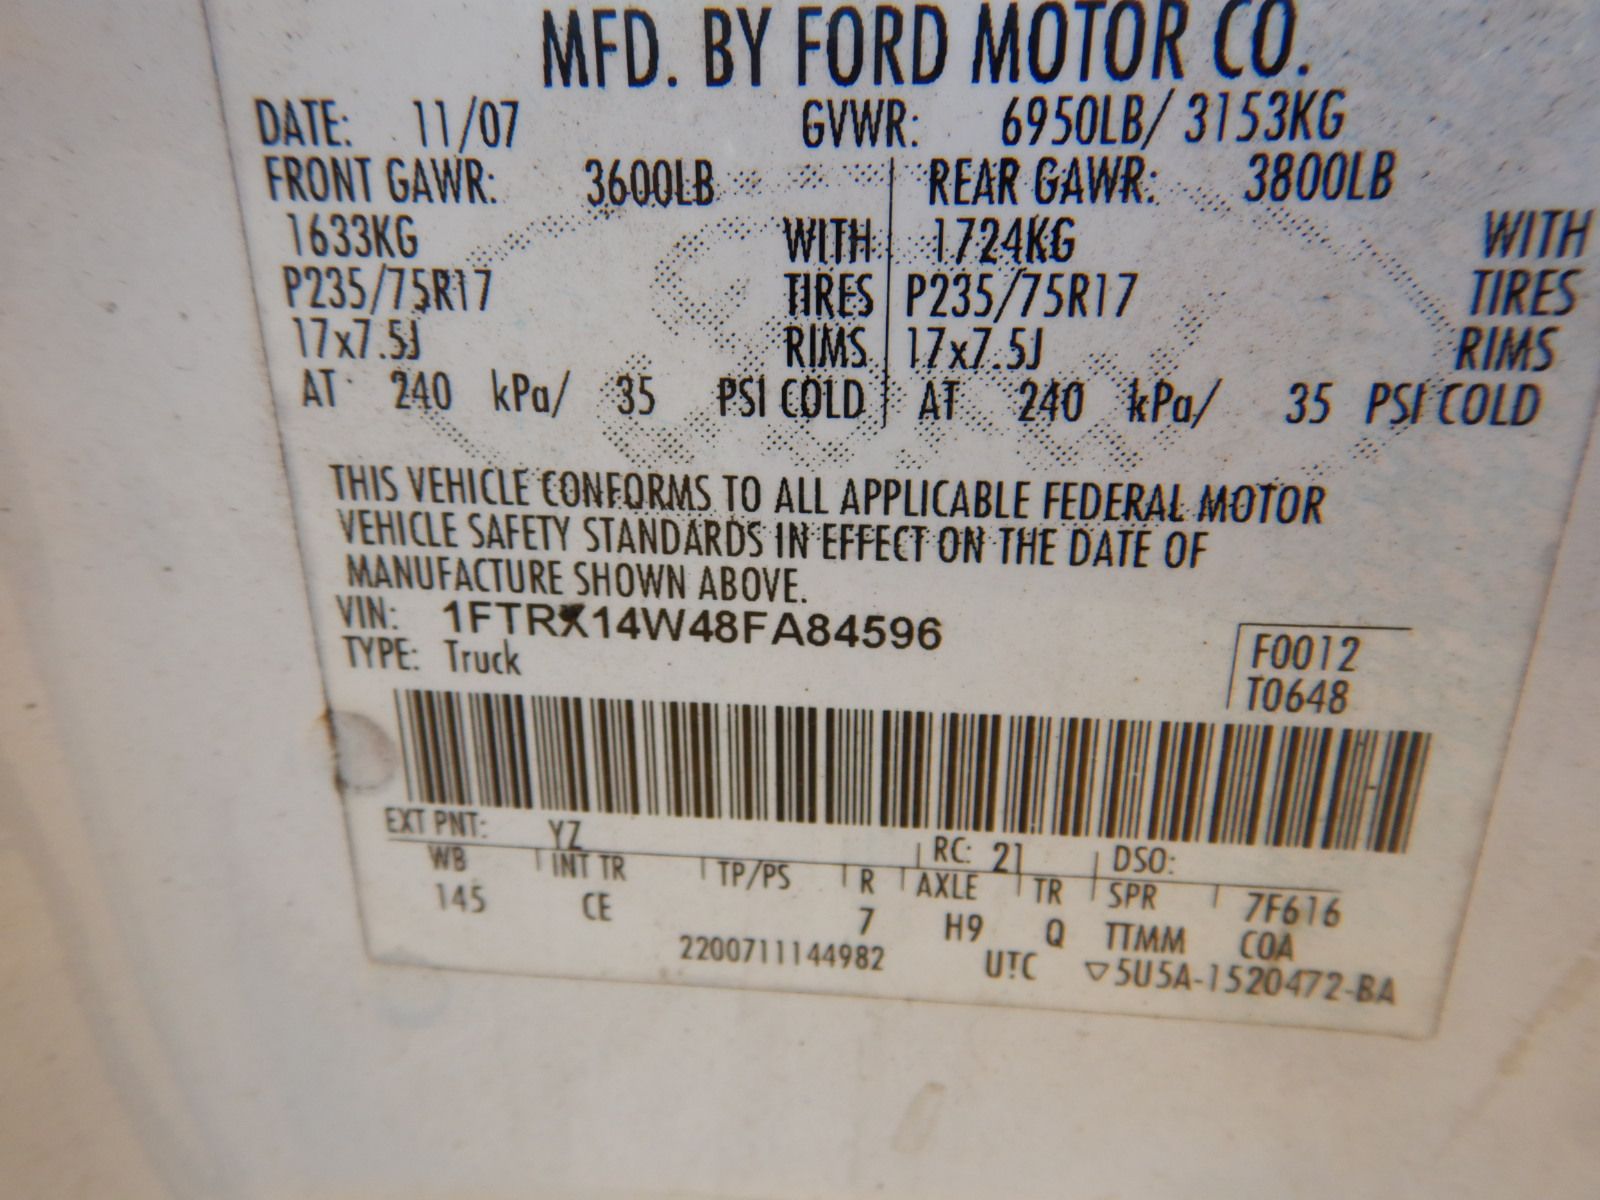 MFD. BY FORD MOTOR CO.
DATE: 11/07 GVWR: 6950LB/ 3153KG
FRONT GAWR: 3600LB REAR GAWR: 3800LB
1633KG WITH 1724KG WITH
P235/75R17 TIRES P235/75R17 TIRES
17x7.5J RIMS 17x7.5J RIMS
AT 240 kPa/ 35 PSI COLD AT 240 kPa/ 35 PSI COLD
THIS VEHICLE CONFORMS TO ALL APPLICABLE FEDERAL MOTOR
VEHICLE SAFETY STANDARDS IN EFFECT ON THE DATE OF
MANUFACTURE SHOWN ABOVE.
VIN: 1FTRX14W48FA84596
TYPE: Truck
F0012
T0648
EXT PNT: YZ RC: 21 DSO:
WB INT TR TP/PS R AXLE TR SPR 7F616
145 CE 7 H9 Q TTMM COA
2200711144982 UTC ▽5U5A-1520472-BA